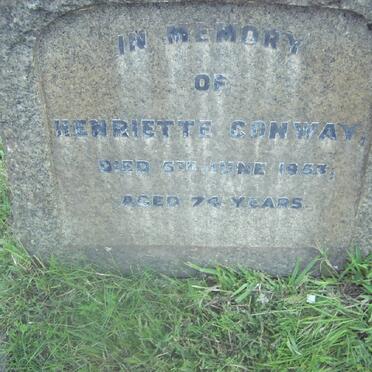 IN MEMORY
OF
HENRIETTE CONWAY,
DIED 5TH JUNE 1953,
AGED 74 YEARS.